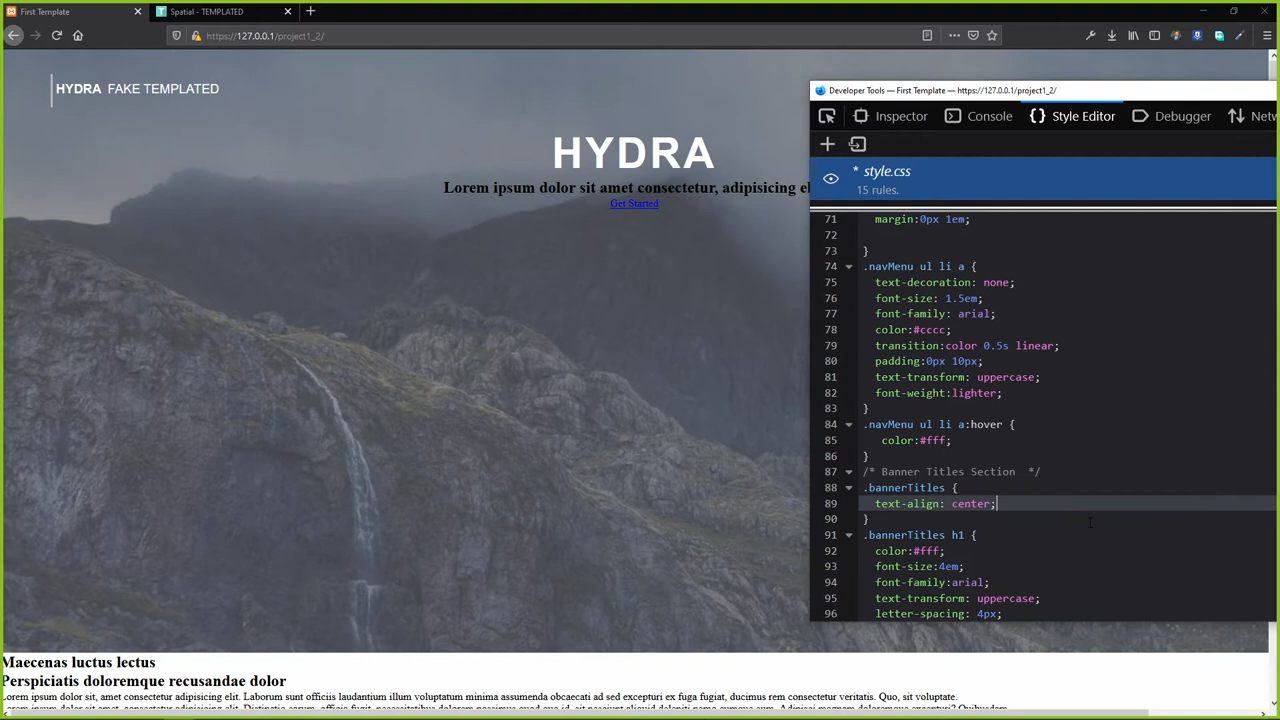 First Template
Spatial - TEMPLATED
https://127.0.0.1/project1_2/
HYDRA FAKE TEMPLATED
HYDRA
Lorem ipsum dolor sit amet consectetur, adipisicing el
Get Started
Developer Tools — First Template — https://127.0.0.1/project1_2/
Inspector
Console
{} Style Editor
Debugger
Netw
* style.css
15 rules.
71 margin:0px 1em;
72
73 }
74 .navMenu ul li a {
75 text-decoration: none;
76 font-size: 1.5em;
77 font-family: arial;
78 color:#cccc;
79 transition:color 0.5s linear;
80 padding:0px 10px;
81 text-transform: uppercase;
82 font-weight:lighter;
83 }
84 .navMenu ul li a:hover {
85 color:#fff;
86 }
87 /* Banner Titles Section */
88 .bannerTitles {
89 text-align: center;
90 }
91 .bannerTitles h1 {
92 color:#fff;
93 font-size:4em;
94 font-family:arial;
95 text-transform: uppercase;
96 letter-spacing: 4px;
Maecenas luctus lectus
Perspiciatis doloremque recusandae dolor
orem ipsum dolor sit, amet consectetur adipisicing elit. Laborum sunt officiis laudantium illum voluptatum minima assumenda obcaecati ad sed excepturi ex fuga fugiat, ducimus rem consectetur veritatis. Quo, sit voluptate.